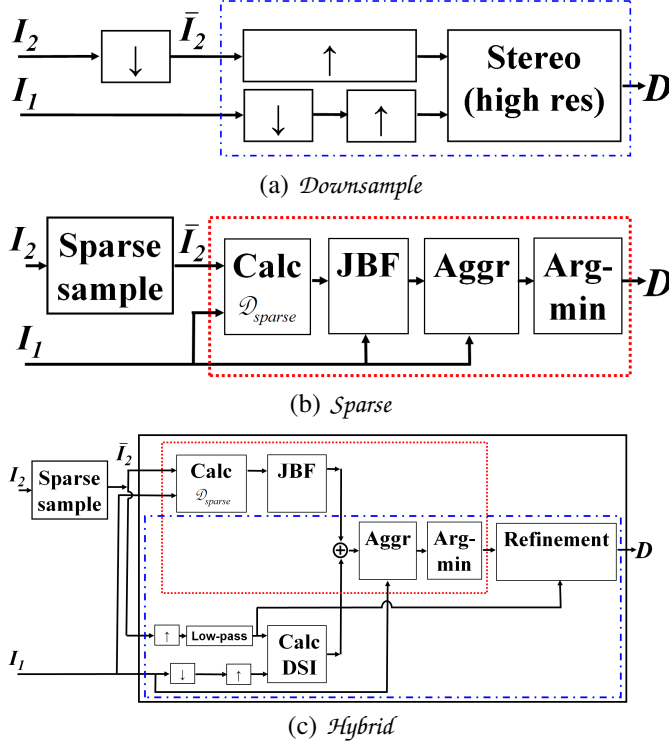 I₂ ↓ Ī₂ ↑ Stereo (high res) D
I₁ ↓ ↑
(a) Downsample
I₂ Sparse sample Ī₂ Calc 𝒟sparse JBF Aggr Arg-min D
I₁
(b) Sparse
I₂ Sparse sample Ī₂ Calc 𝒟sparse JBF
Aggr Arg-min Refinement D
↑ Low-pass Calc DSI
I₁ ↓ ↑
(c) Hybrid